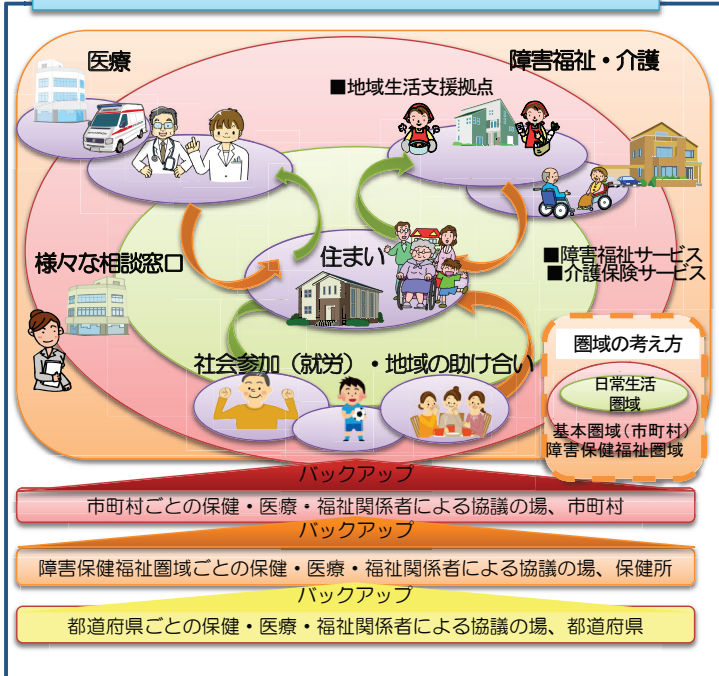 医療
障害福祉・介護
■地域生活支援拠点
様々な相談窓口
住まい
■障害福祉サービス
■介護保険サービス
社会参加（就労）・地域の助け合い
圏域の考え方
日常生活
圏域
基本圏域（市町村）
障害保健福祉圏域
バックアップ
市町村ごとの保健・医療・福祉関係者による協議の場、市町村
バックアップ
障害保健福祉圏域ごとの保健・医療・福祉関係者による協議の場、保健所
バックアップ
都道府県ごとの保健・医療・福祉関係者による協議の場、都道府県